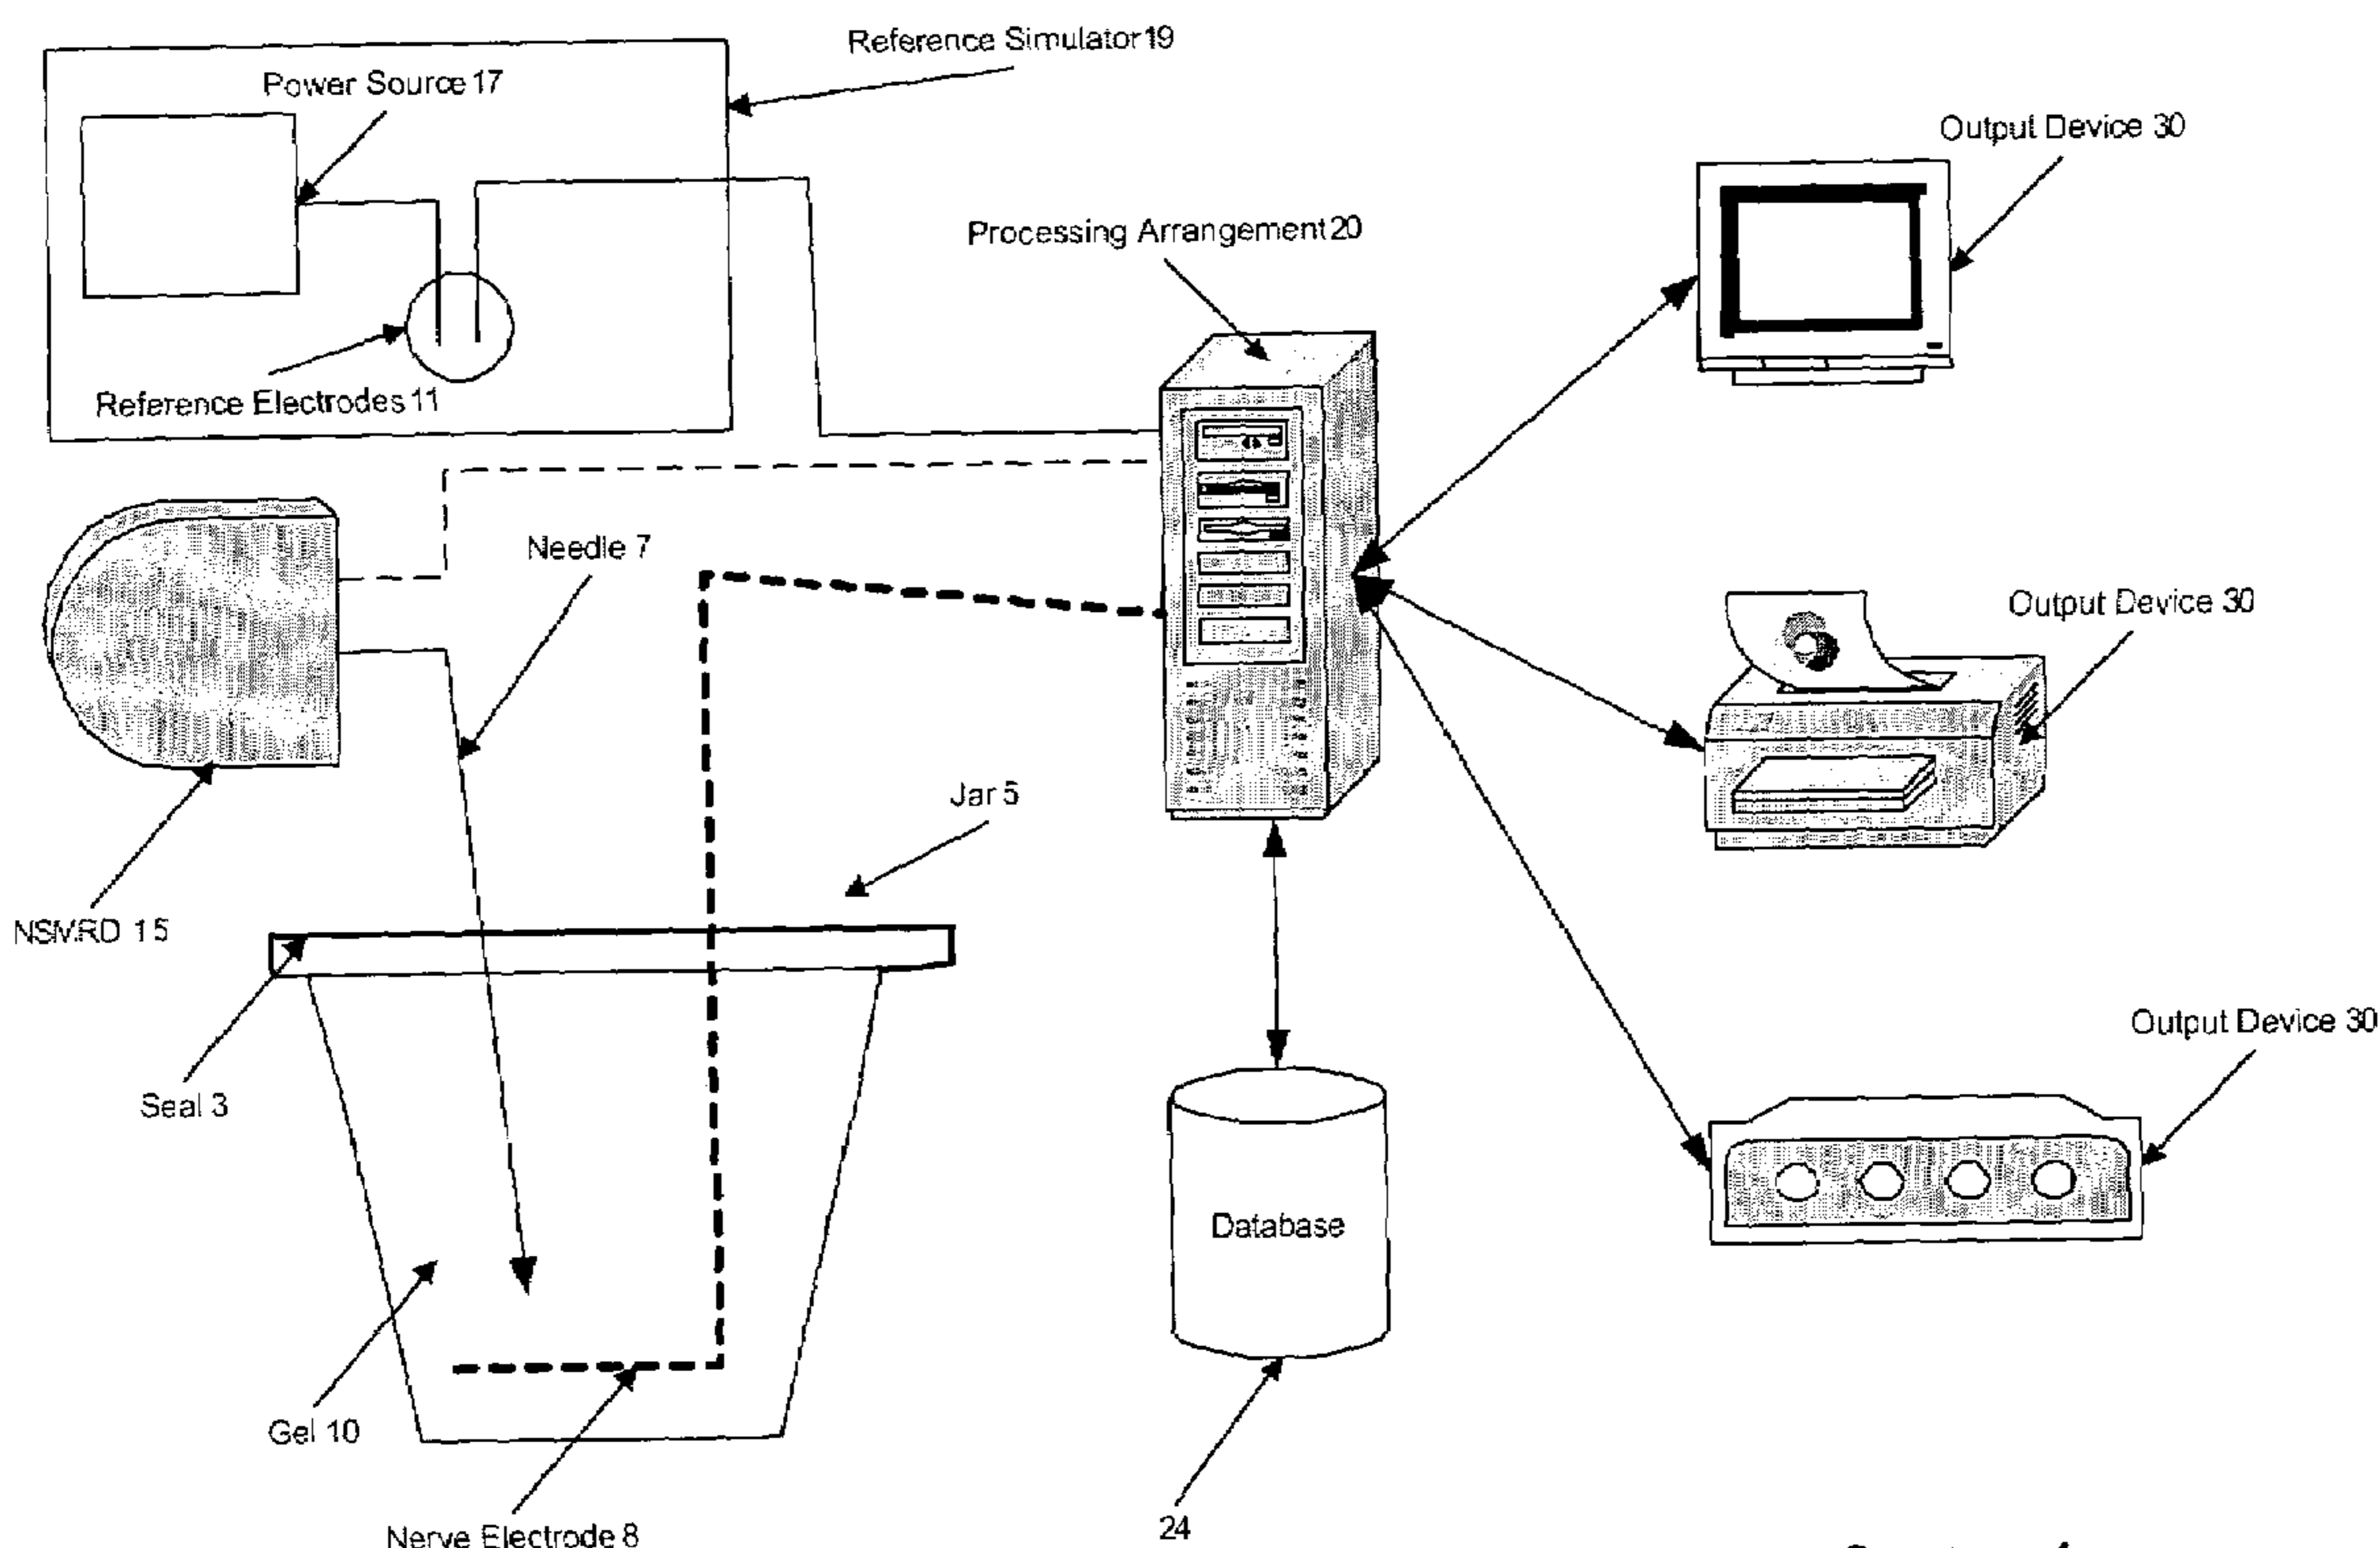 Reference Simulator 19
Power Source 17
Output Device 30
Processing Arrangement 20
Reference Electrodes 11
Needle 7
Output Device 30
Jar 5
NSMRD 15
Output Device 30
Seal 3
Database
Gel 10
24
Nerve Electrode 8